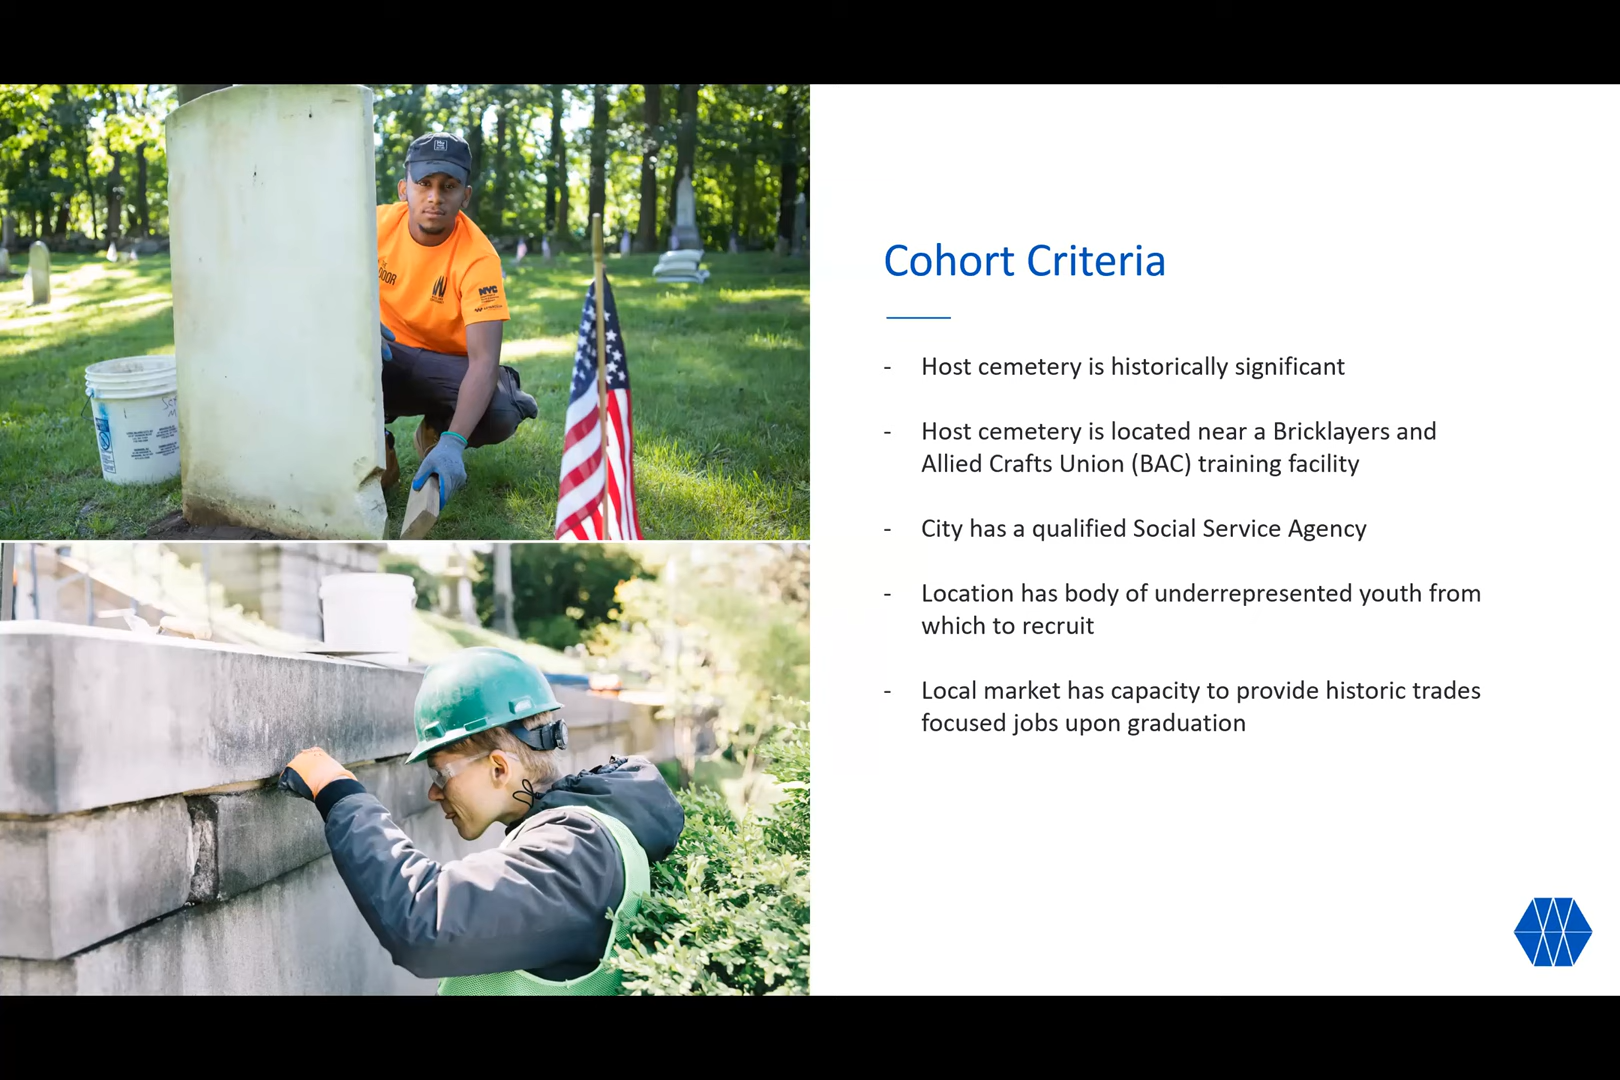 Cohort Criteria
- Host cemetery is historically significant
- Host cemetery is located near a Bricklayers and
Allied Crafts Union (BAC) training facility
- City has a qualified Social Service Agency
- Location has body of underrepresented youth from
which to recruit
- Local market has capacity to provide historic trades
focused jobs upon graduation
NYC